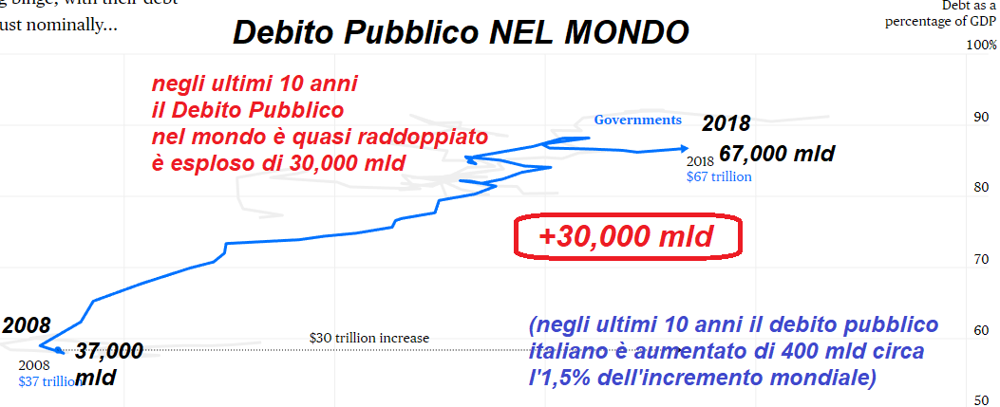 g binge, with their debt
ust nominally...
Debt as a
percentage of GDP
Debito Pubblico NEL MONDO
100%
negli ultimi 10 anni
il Debito Pubblico
nel mondo è quasi raddoppiato
è esploso di 30,000 mld
Governments
2018
90
2018 67,000 mld
$67 trillion
80
+30,000 mld
70
2008
37,000
mld
2008
$37 trillion
$30 trillion increase
60
(negli ultimi 10 anni il debito pubblico
italiano è aumentato di 400 mld circa
l'1,5% dell'incremento mondiale)
50